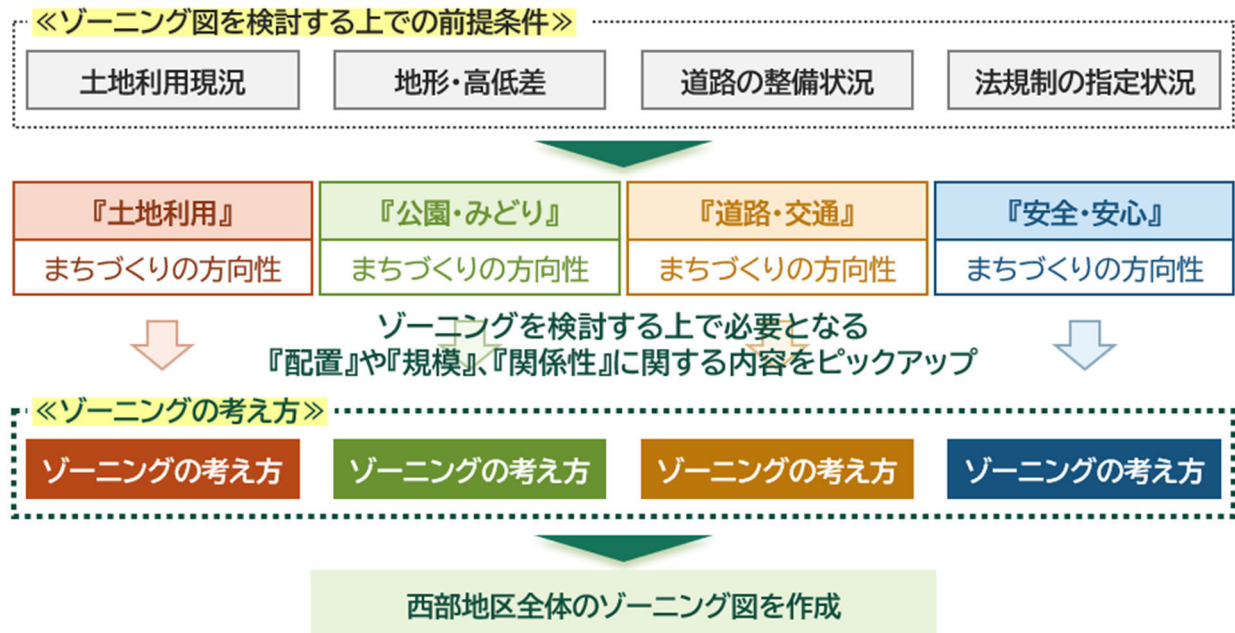 ≪ゾーニング図を検討する上での前提条件≫
土地利用現況
地形・高低差
道路の整備状況
法規制の指定状況
『土地利用』
『公園・みどり』
『道路・交通』
『安全・安心』
まちづくりの方向性
まちづくりの方向性
まちづくりの方向性
まちづくりの方向性
ゾーニングを検討する上で必要となる
『配置』や『規模』、『関係性』に関する内容をピックアップ
≪ゾーニングの考え方≫
ゾーニングの考え方
ゾーニングの考え方
ゾーニングの考え方
ゾーニングの考え方
西部地区全体のゾーニング図を作成